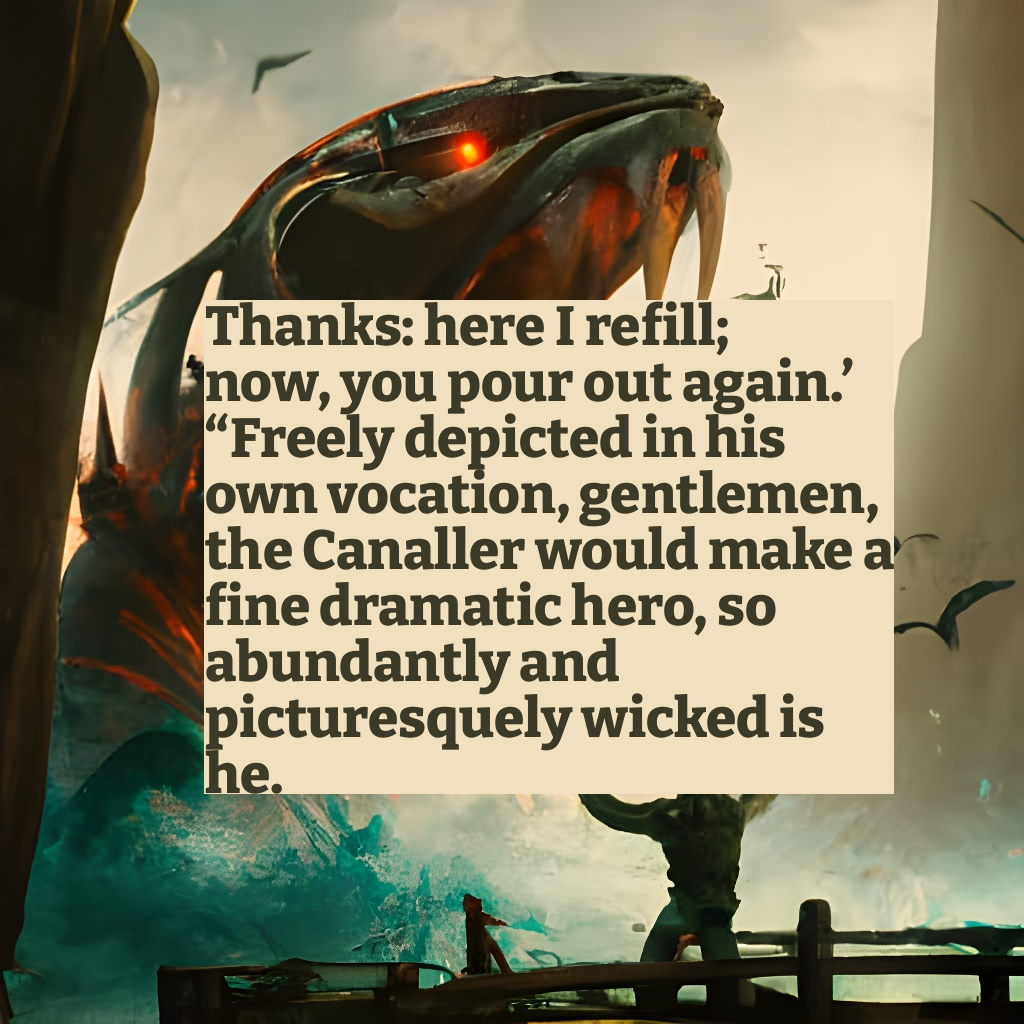 Thanks: here I refill;
now, you pour out again.’
“Freely depicted in his
own vocation, gentlemen,
the Canaller would make a
fine dramatic hero, so
abundantly and
picturesquely wicked is
he.